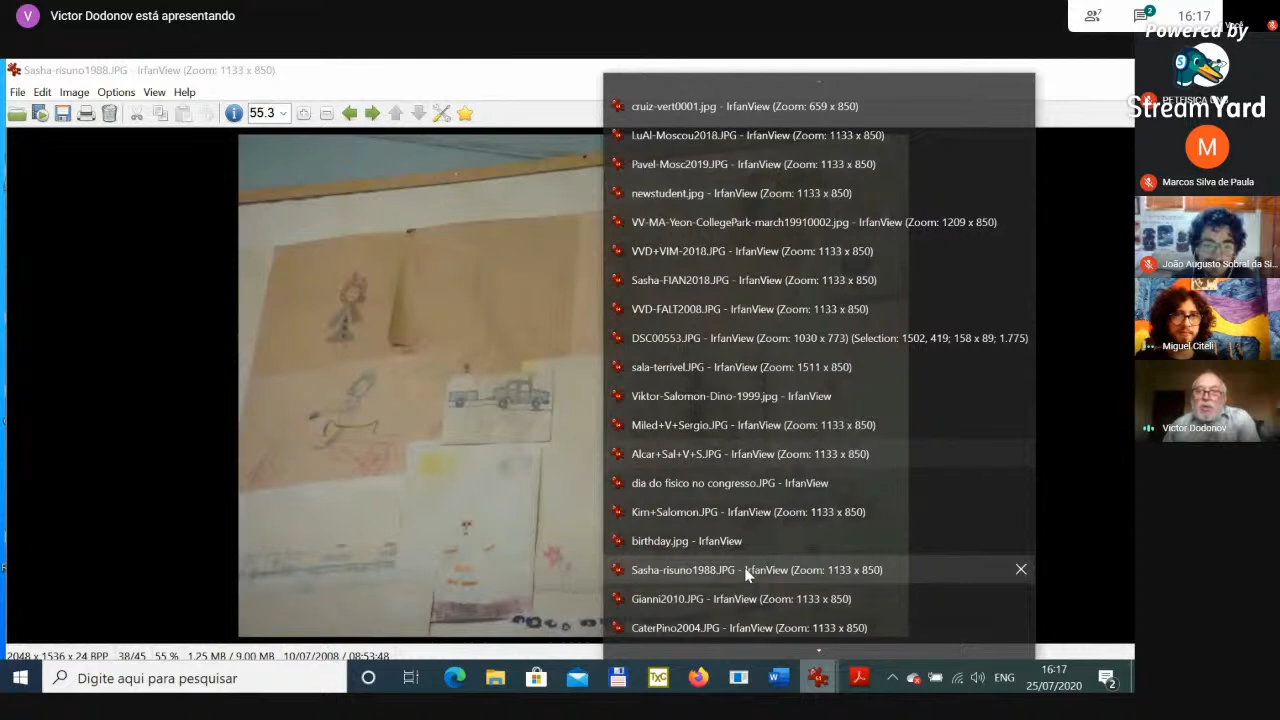 V Victor Dodonov está apresentando
7
2
16:17
Você
Powered by
StreamYard
Sasha-risuno1988.JPG - IrfanView (Zoom: 1133 x 850)
File Edit Image Options View Help
55.3
cruiz-vert0001.jpg - IrfanView (Zoom: 659 x 850)
LuAl-Moscou2018.JPG - IrfanView (Zoom: 1133 x 850)
Pavel-Mosc2019.JPG - IrfanView (Zoom: 1133 x 850)
newstudent.jpg - IrfanView (Zoom: 1133 x 850)
VV-MA-Yeon-CollegePark-march19910002.jpg - IrfanView (Zoom: 1209 x 850)
VVD+VIM-2018.JPG - IrfanView (Zoom: 1133 x 850)
Sasha-FIAN2018.JPG - IrfanView (Zoom: 1133 x 850)
VVD-FALT2008.JPG - IrfanView (Zoom: 1133 x 850)
DSC00553.JPG - IrfanView (Zoom: 1030 x 773) (Selection: 1502, 419; 158 x 89; 1.775)
sala-terrivel.JPG - IrfanView (Zoom: 1511 x 850)
Viktor-Salomon-Dino-1999.jpg - IrfanView
Miled+V+Sergio.JPG - IrfanView (Zoom: 1133 x 850)
Alcar+Sal+V+S.JPG - IrfanView (Zoom: 1133 x 850)
dia do fisico no congresso.JPG - IrfanView
Kim+Salomon.JPG - IrfanView (Zoom: 1133 x 850)
birthday.jpg - IrfanView
Sasha-risuno1988.JPG - IrfanView (Zoom: 1133 x 850)
Gianni2010.JPG - IrfanView (Zoom: 1133 x 850)
CaterPino2004.JPG - IrfanView (Zoom: 1133 x 850)
M
Marcos Silva de Paula
João Augusto Sobral da Si...
Miguel Citeli
Victor Dodonov
2048 x 1536 x 24 BPP 38/45 55 % 1.25 MB / 9.00 MB 10/07/2008 / 08:53:48
Digite aqui para pesquisar
TXC
ENG
16:17
25/07/2020
2